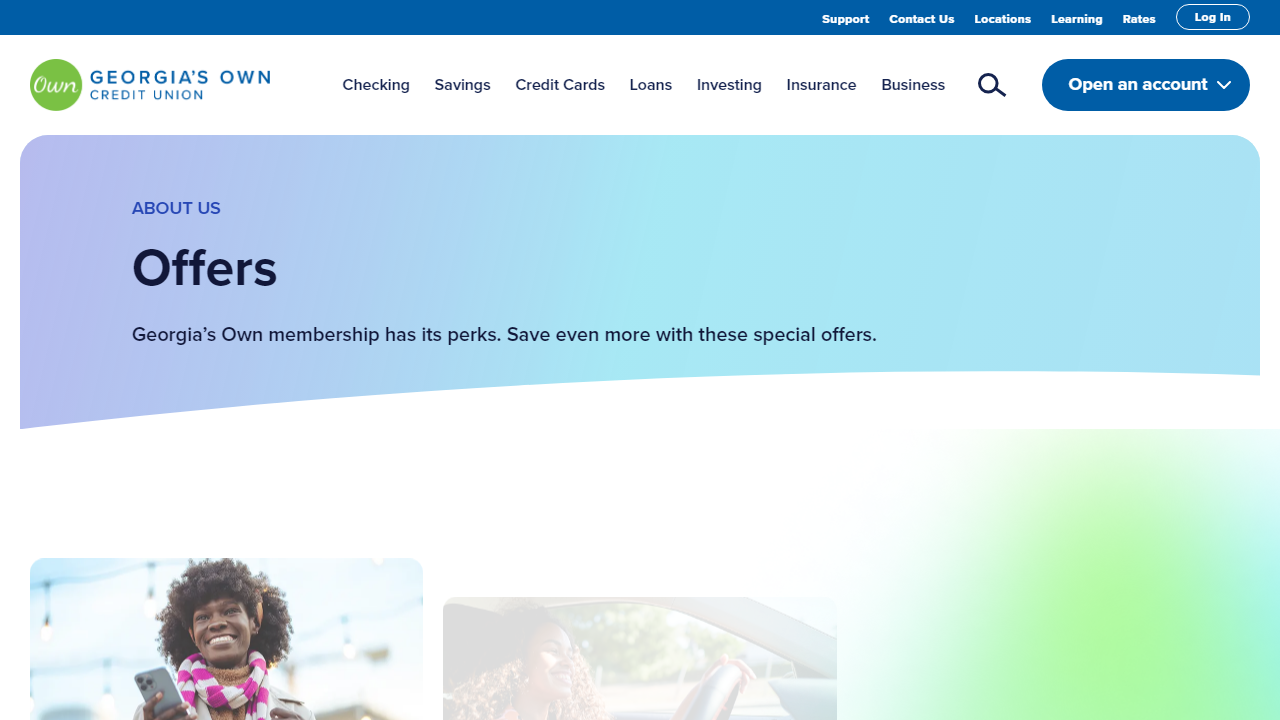 Support Contact Us Locations Learning Rates Log In
Own GEORGIA'S OWN
CREDIT UNION
Checking Savings Credit Cards Loans Investing Insurance Business Open an account
ABOUT US
Offers
Georgia’s Own membership has its perks. Save even more with these special offers.